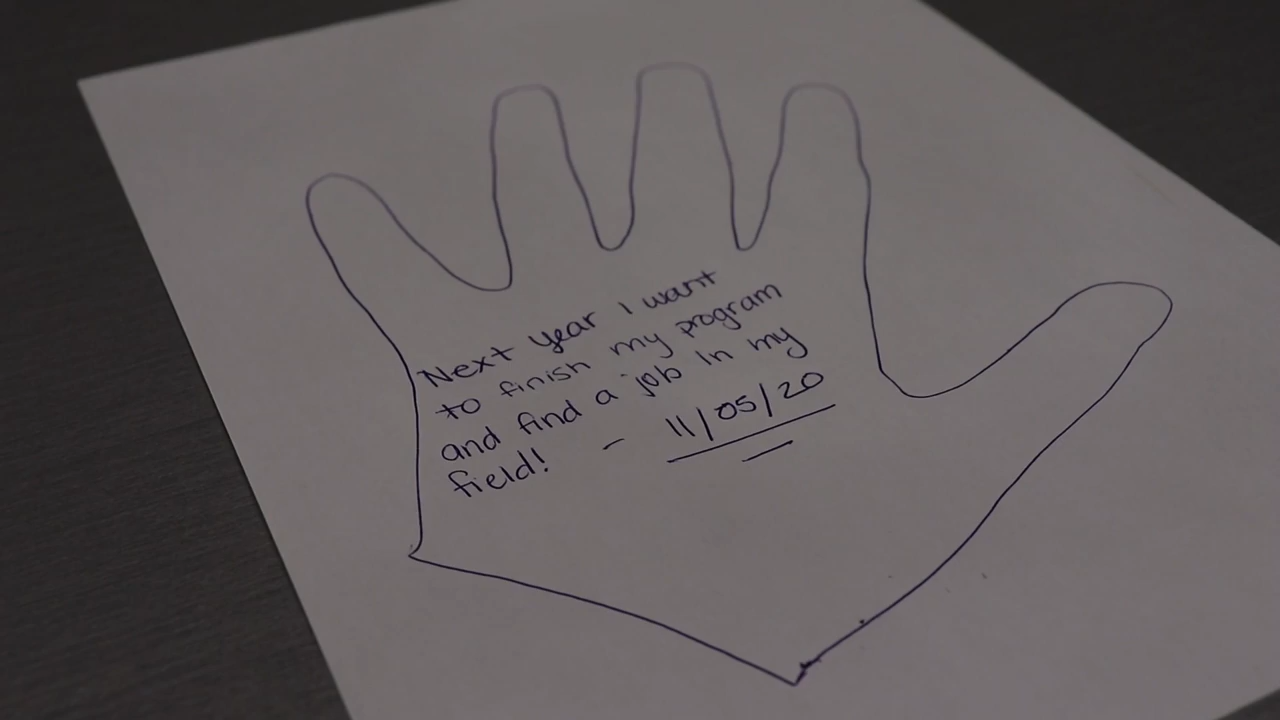 Next year I want
to finish my program
and find a job in my
field! - 11/05/20